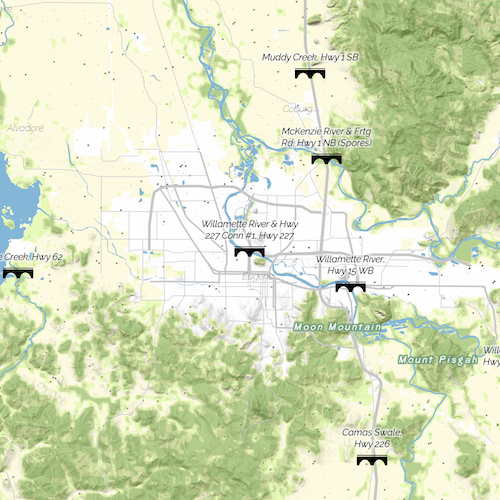 Muddy Creek, Hwy 1 SB
Coburg
Alvadore
McKenzie River & Frtg
Rd, Hwy 1 NB (Spores)
Willamette River & Hwy
227 Conn #1, Hwy 227
Creek, Hwy 62
Willamette River,
Hwy 15 WB
Eugene
Moon Mountain
Mount Pisgah
Hwy
Camas Swale,
Hwy 226